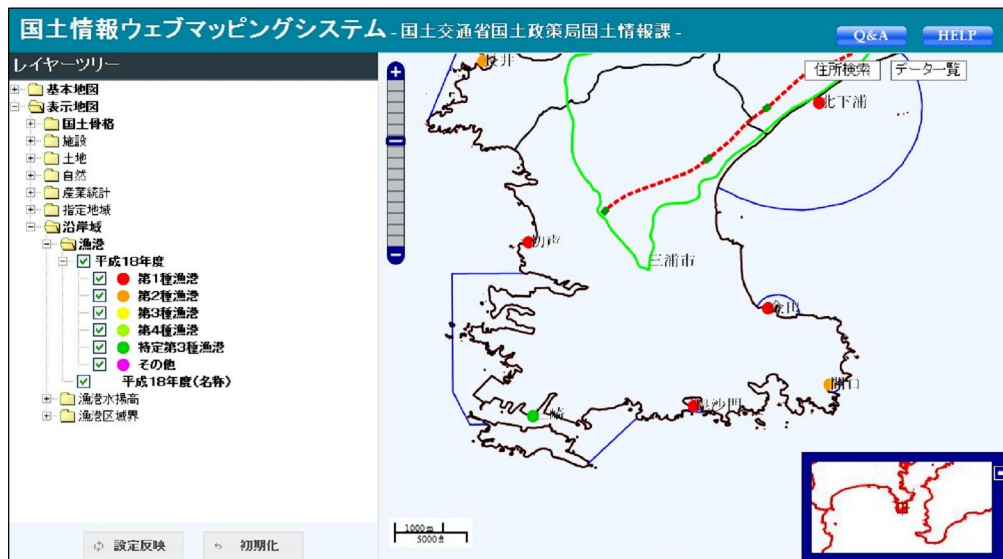 国土情報ウェブマッピングシステム - 国土交通省国土政策局国土情報課 -
Q&A
HELP
レイヤーツリー
住所検索
データ一覧
基本地図
表示地図
国土骨格
施設
土地
自然
産業統計
指定地域
沿岸域
漁港
平成18年度
第1種漁港
第2種漁港
第3種漁港
第4種漁港
特定第3種漁港
その他
平成18年度(名称)
漁港水揚高
漁港区域界
設定反映
初期化
北下浦
初声
三浦市
金田
間口
毘沙門
三崎
1000 m
5000 ft